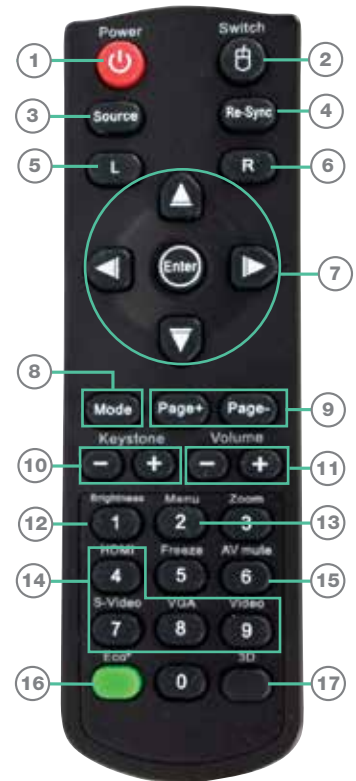 Power Switch
1 2
3 Source Re-Sync 4
5 L R 6
Enter 7
8
Mode Page+ Page- 9
Keystone Volume
10 - + - + 11
Brightness Menu Zoom
12 1 2 3 13
HDMI Freeze AV mute
14 4 5 6 15
S-Video VGA Video
7 8 9
Eco+ 3D
16 0 17